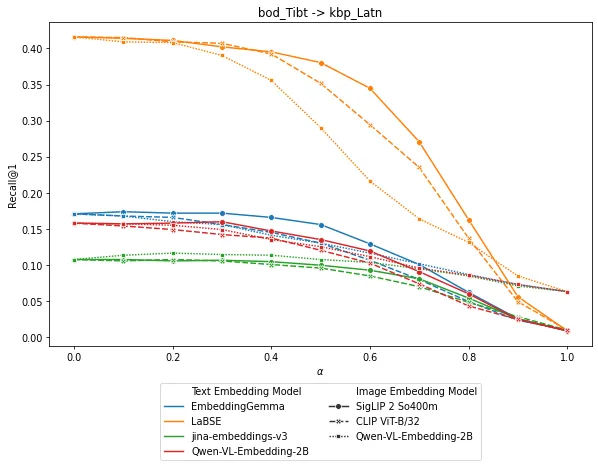 bod_Tibt -> kbp_Latn
Recall@1
0.40
0.35
0.30
0.25
0.20
0.15
0.10
0.05
0.00
0.0 0.2 0.4 0.6 0.8 1.0
α
Text Embedding Model Image Embedding Model
EmbeddingGemma SigLIP 2 So400m
LaBSE CLIP ViT-B/32
jina-embeddings-v3 Qwen-VL-Embedding-2B
Qwen-VL-Embedding-2B